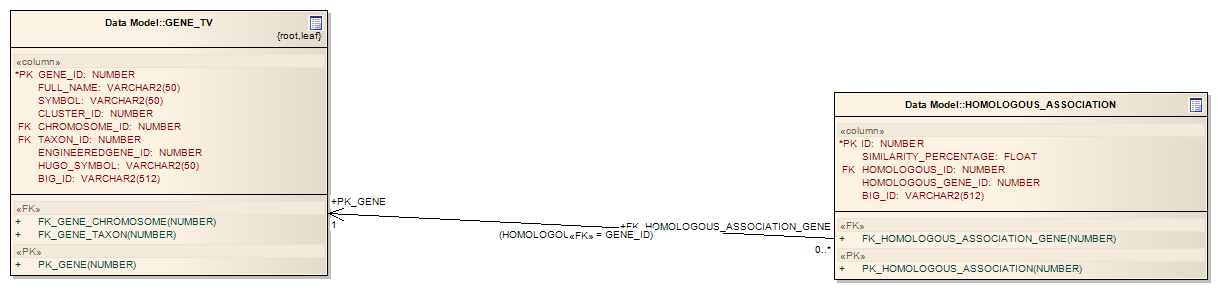 Data Model::GENE_TV
{root,leaf}
«column»
*PK GENE_ID: NUMBER
FULL_NAME: VARCHAR2(50)
SYMBOL: VARCHAR2(50)
CLUSTER_ID: NUMBER
FK CHROMOSOME_ID: NUMBER
FK TAXON_ID: NUMBER
ENGINEEREDGENE_ID: NUMBER
HUGO_SYMBOL: VARCHAR2(50)
BIG_ID: VARCHAR2(512)
«FK»
+ FK_GENE_CHROMOSOME(NUMBER)
+ FK_GENE_TAXON(NUMBER)
«PK»
+ PK_GENE(NUMBER)
+PK_GENE
1
+FK_HOMOLOGOUS_ASSOCIATION_GENE
(HOMOLOGOU «FK» = GENE_ID)
0..*
Data Model::HOMOLOGOUS_ASSOCIATION
«column»
*PK ID: NUMBER
SIMILARITY_PERCENTAGE: FLOAT
FK HOMOLOGOUS_ID: NUMBER
HOMOLOGOUS_GENE_ID: NUMBER
BIG_ID: VARCHAR2(512)
«FK»
+ FK_HOMOLOGOUS_ASSOCIATION_GENE(NUMBER)
«PK»
+ PK_HOMOLOGOUS_ASSOCIATION(NUMBER)